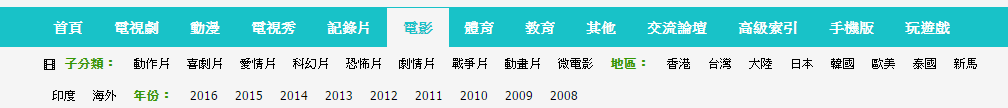 首頁 電視劇 動漫 電視秀 記錄片 電影 體育 教育 其他 交流論壇 高級索引 手機版 玩遊戲
子分類： 動作片 喜劇片 愛情片 科幻片 恐怖片 劇情片 戰爭片 動畫片 微電影 地區： 香港 台灣 大陸 日本 韓國 歐美 泰國 新馬
印度 海外 年份： 2016 2015 2014 2013 2012 2011 2010 2009 2008